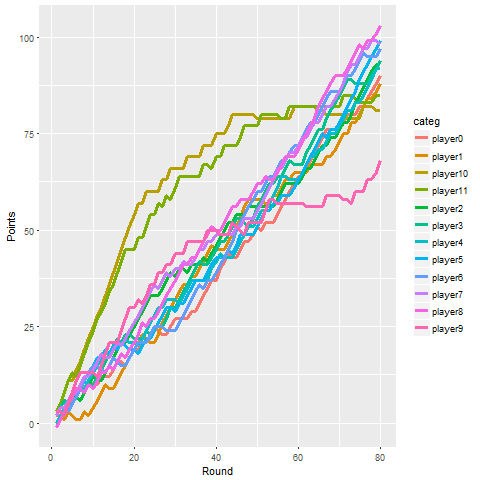 100
75
50
25
0
Points
0
20
40
60
80
Round
categ
player0
player1
player10
player11
player2
player3
player4
player5
player6
player7
player8
player9